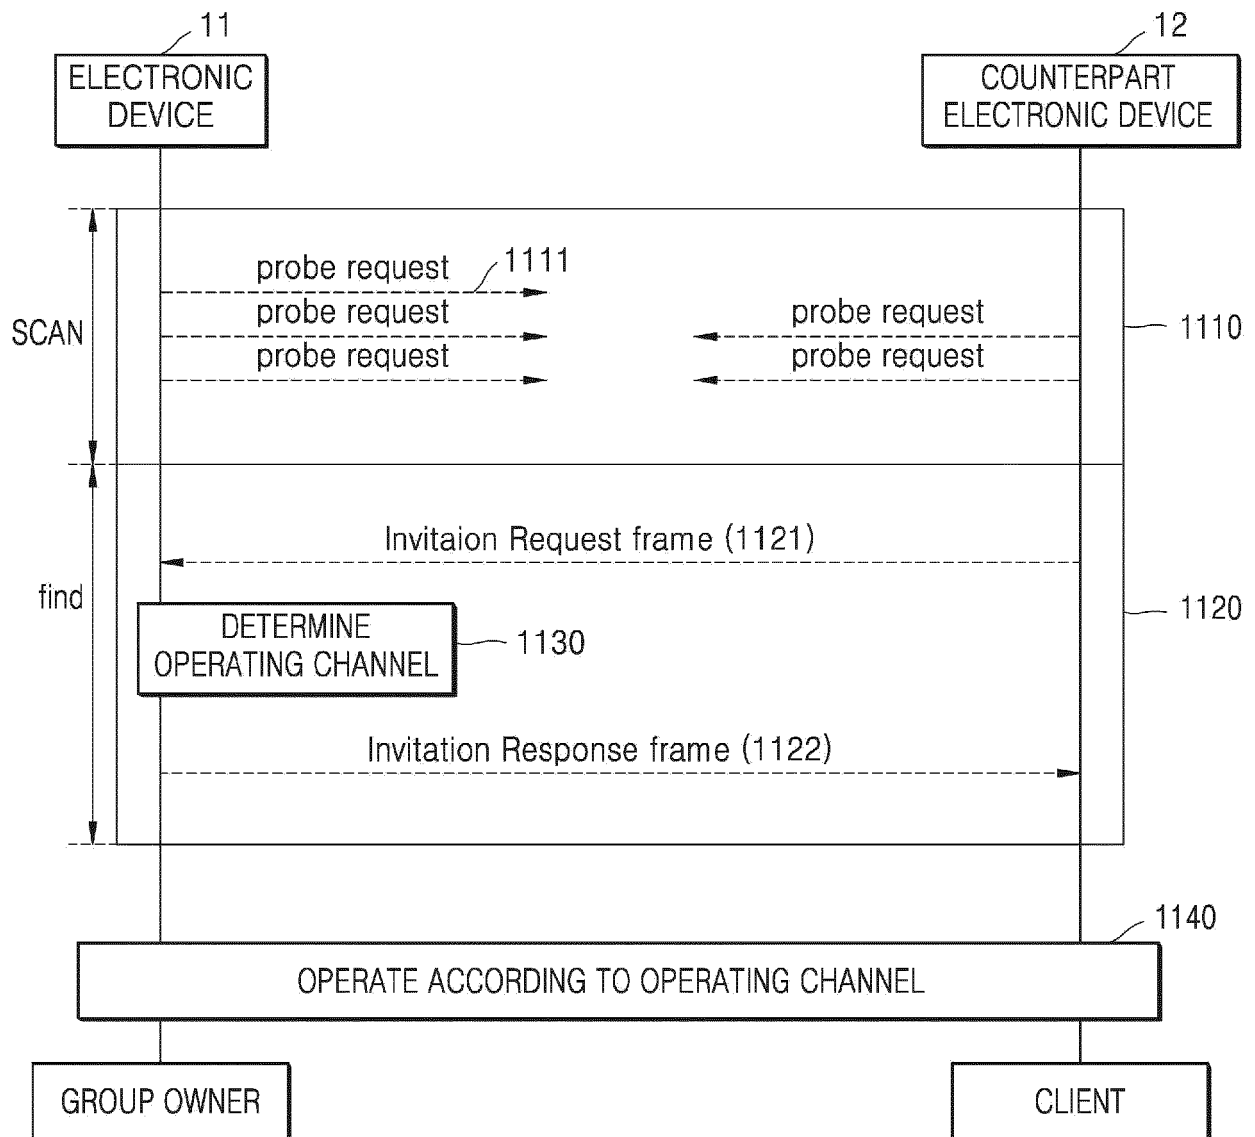 11
12
ELECTRONIC
DEVICE
COUNTERPART
ELECTRONIC DEVICE
SCAN
probe request
1111
probe request
probe request
probe request
probe request
1110
find
Invitaion Request frame (1121)
DETERMINE
OPERATING CHANNEL
1130
1120
Invitation Response frame (1122)
1140
OPERATE ACCORDING TO OPERATING CHANNEL
GROUP OWNER
CLIENT